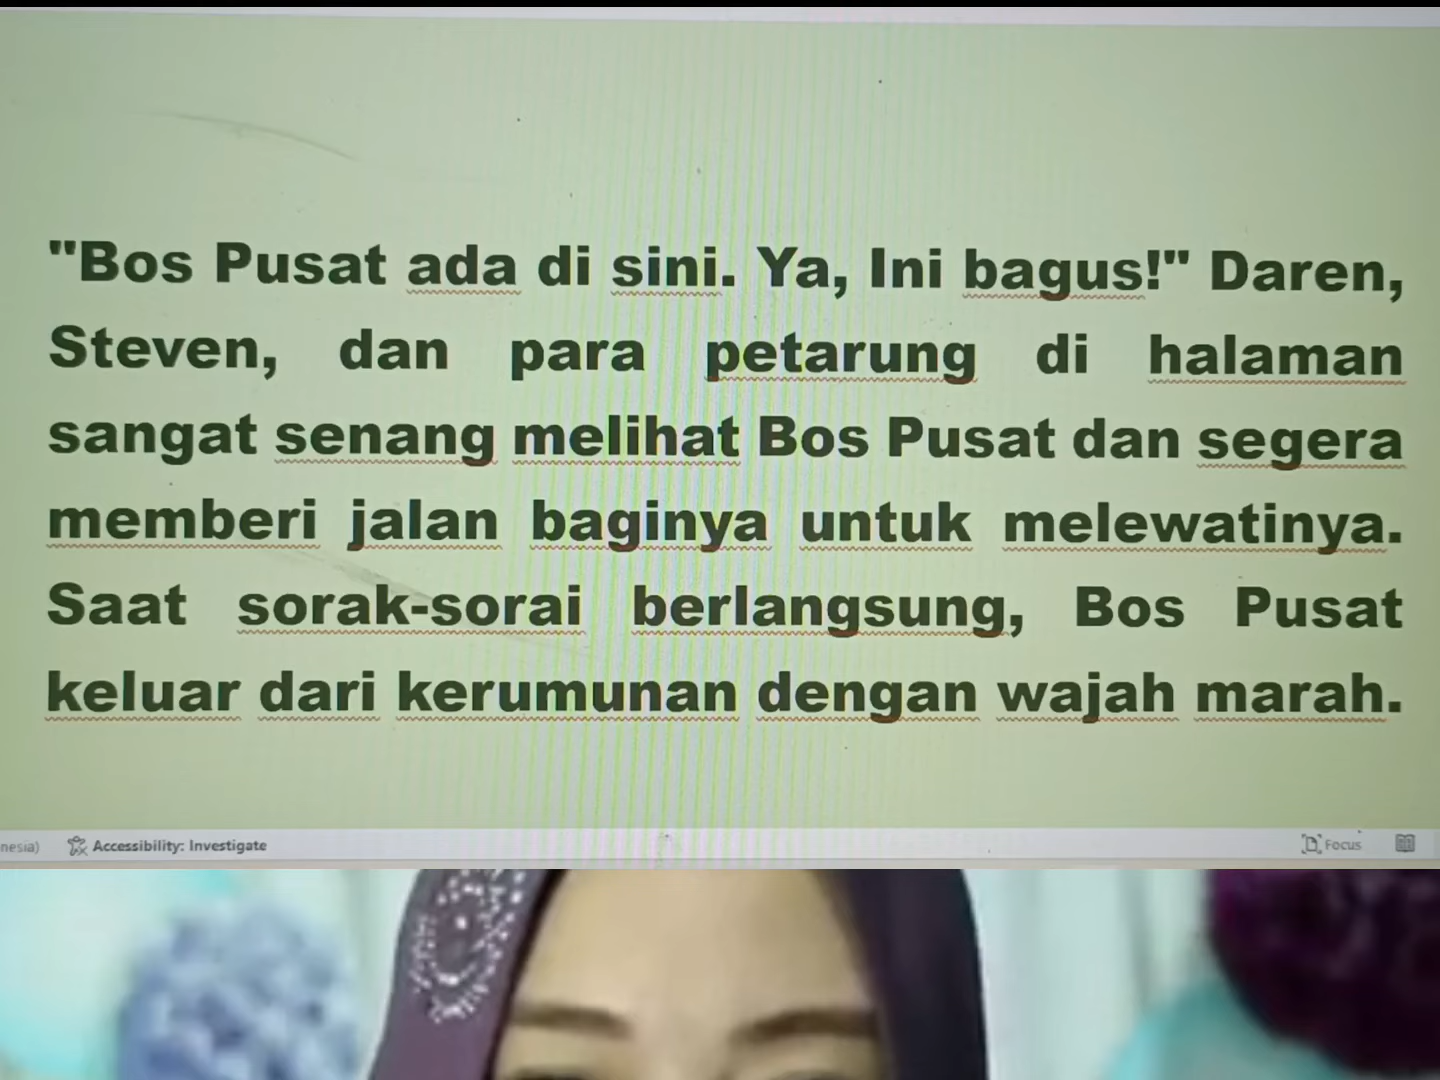 "Bos Pusat ada di sini. Ya, Ini bagus!" Daren,
Steven, dan para petarung di halaman
sangat senang melihat Bos Pusat dan segera
memberi jalan baginya untuk melewatinya.
Saat sorak-sorai berlangsung, Bos Pusat
keluar dari kerumunan dengan wajah marah.
nesia) Accessibility: Investigate Focus